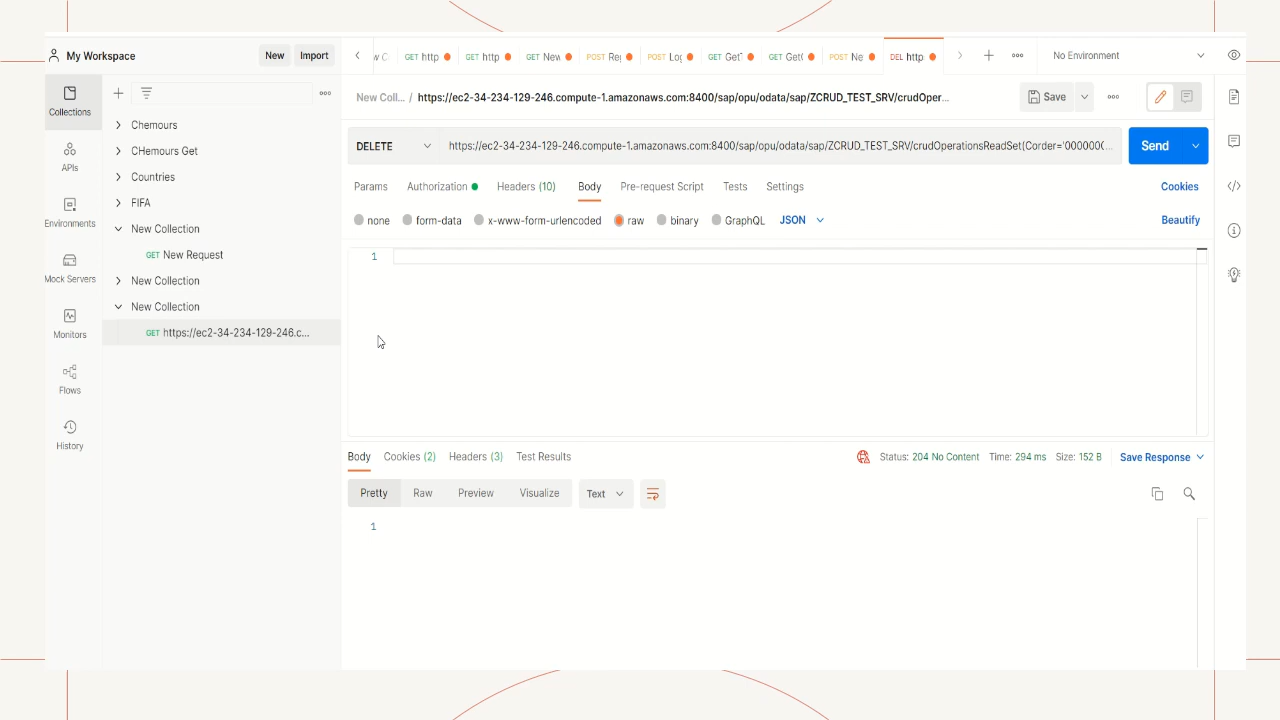 My Workspace
New
Import
GET http
GET http
GET New
POST Re
POST Log
GET GetT
GET Get
POST Ne
DEL http
No Environment
Collections
APIs
Environments
Mock Servers
Monitors
Flows
History
Chemours
CHemours Get
Countries
FIFA
New Collection
GET New Request
New Collection
New Collection
GET https://ec2-34-234-129-246.c...
New Coll... / https://ec2-34-234-129-246.compute-1.amazonaws.com:8400/sap/opu/odata/sap/ZCRUD_TEST_SRV/crudOper...
Save
DELETE
https://ec2-34-234-129-246.compute-1.amazonaws.com:8400/sap/opu/odata/sap/ZCRUD_TEST_SRV/crudOperationsReadSet(Corder='000000(...
Send
Params
Authorization
Headers (10)
Body
Pre-request Script
Tests
Settings
Cookies
none
form-data
x-www-form-urlencoded
raw
binary
GraphQL
JSON
Beautify
1
Body
Cookies (2)
Headers (3)
Test Results
Status: 204 No Content
Time: 294 ms
Size: 152 B
Save Response
Pretty
Raw
Preview
Visualize
Text
1